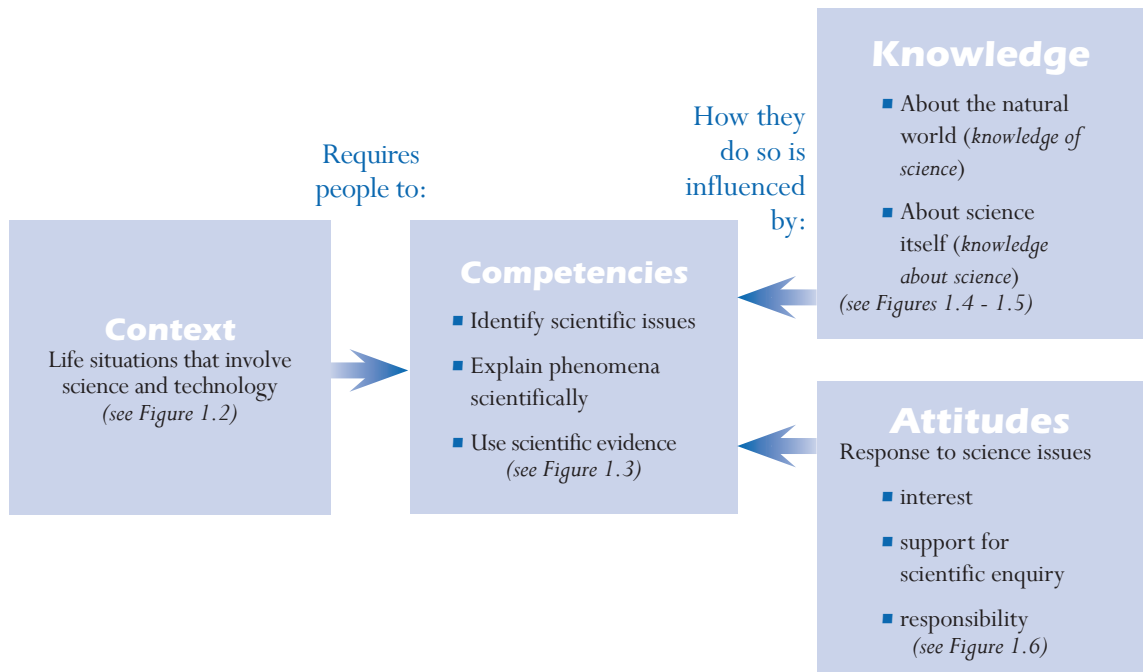 Context
Life situations that involve
science and technology
(see Figure 1.2)
Requires
people to:
Competencies
■ Identify scientific issues
■ Explain phenomena
scientifically
■ Use scientific evidence
(see Figure 1.3)
How they
do so is
influenced
by:
Knowledge
■ About the natural
world (knowledge of
science)
■ About science
itself (knowledge
about science)
(see Figures 1.4 - 1.5)
Attitudes
Response to science issues
■ interest
■ support for
scientific enquiry
■ responsibility
(see Figure 1.6)